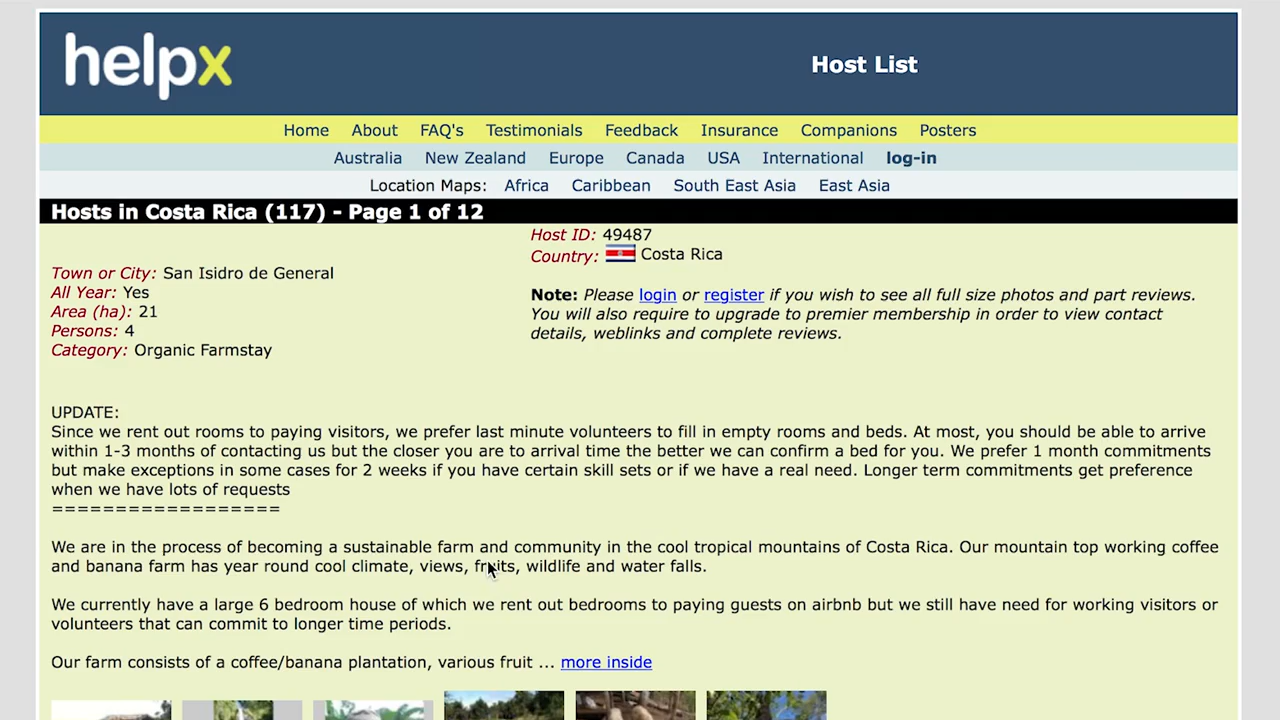 helpx
Host List
Home About FAQ's Testimonials Feedback Insurance Companions Posters
Australia New Zealand Europe Canada USA International log-in
Location Maps: Africa Caribbean South East Asia East Asia
Hosts in Costa Rica (117) - Page 1 of 12
Host ID: 49487
Country: Costa Rica
Town or City: San Isidro de General
All Year: Yes
Area (ha): 21
Persons: 4
Category: Organic Farmstay
Note: Please login or register if you wish to see all full size photos and part reviews.
You will also require to upgrade to premier membership in order to view contact
details, weblinks and complete reviews.
UPDATE:
Since we rent out rooms to paying visitors, we prefer last minute volunteers to fill in empty rooms and beds. At most, you should be able to arrive
within 1-3 months of contacting us but the closer you are to arrival time the better we can confirm a bed for you. We prefer 1 month commitments
but make exceptions in some cases for 2 weeks if you have certain skill sets or if we have a real need. Longer term commitments get preference
when we have lots of requests
==================
We are in the process of becoming a sustainable farm and community in the cool tropical mountains of Costa Rica. Our mountain top working coffee
and banana farm has year round cool climate, views, fruits, wildlife and water falls.
We currently have a large 6 bedroom house of which we rent out bedrooms to paying guests on airbnb but we still have need for working visitors or
volunteers that can commit to longer time periods.
Our farm consists of a coffee/banana plantation, various fruit ... more inside